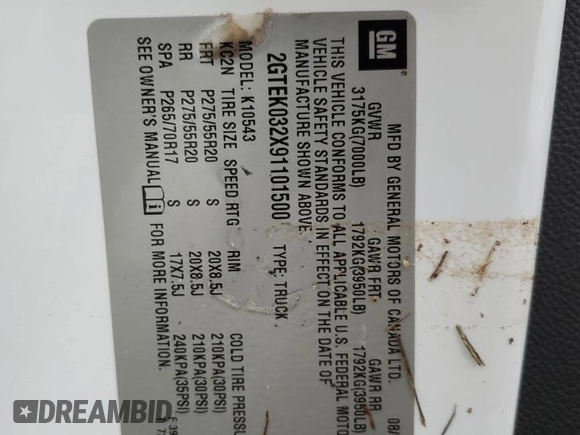 GM
®
MFD BY GENERAL MOTORS OF CANADA LTD. 08/
GVWR GAWR FRT GAWR RR
3175KG(7000LB) 1792KG(3950LB) 1792KG(3950LB)
THIS VEHICLE CONFORMS TO ALL APPLICABLE U.S. FEDERAL MOTO
VEHICLE SAFETY STANDARDS IN EFFECT ON THE DATE OF
MANUFACTURE SHOWN ABOVE.
2GTEK032X91101500 TYPE: TRUCK
MODEL: K10543
KC2N TIRE SIZE SPEED RTG RIM COLD TIRE PRESSU
FRT P275/55R20 S 20X8.5J 210KPA(30PSI)
RR P275/55R20 S 20X8.5J 210KPA(30PSI)
SPA P265/70R17 S 17X7.5J 240KPA(35PSI)
SEE OWNER'S MANUAL FOR MORE INFORMATION.
DREAMBID